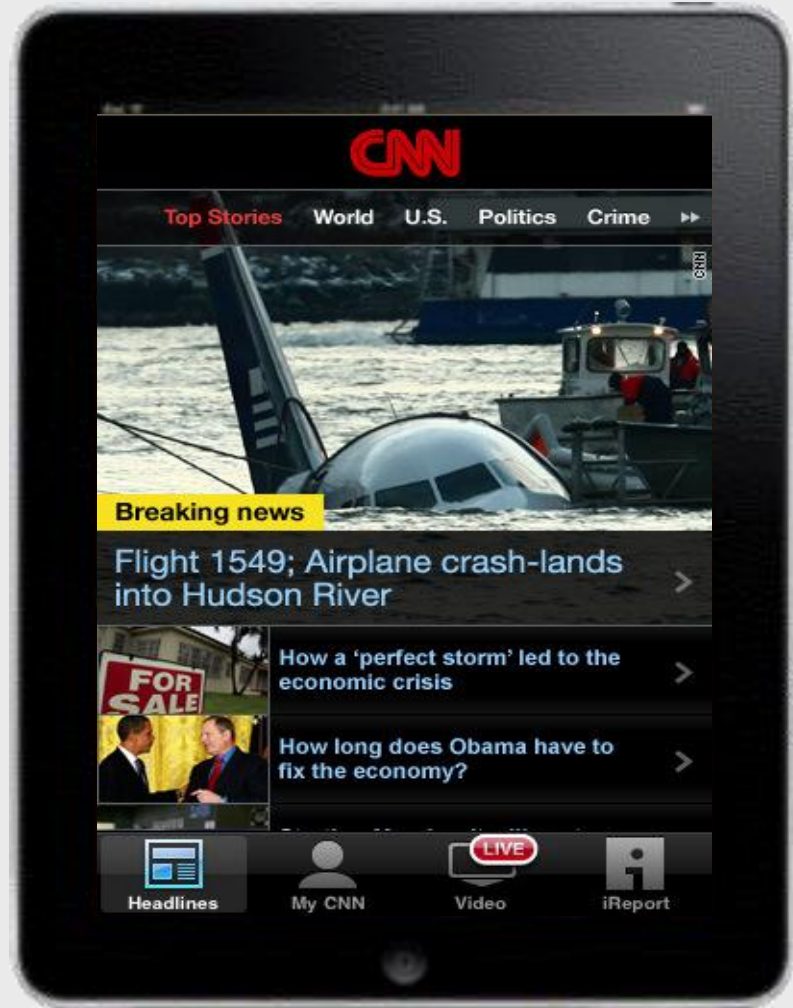 CNN
Top Stories World U.S. Politics Crime
CNN
Breaking news
Flight 1549; Airplane crash-lands
into Hudson River
FOR
SALE
How a ‘perfect storm’ led to the
economic crisis
How long does Obama have to
fix the economy?
LIVE
Headlines My CNN Video iReport